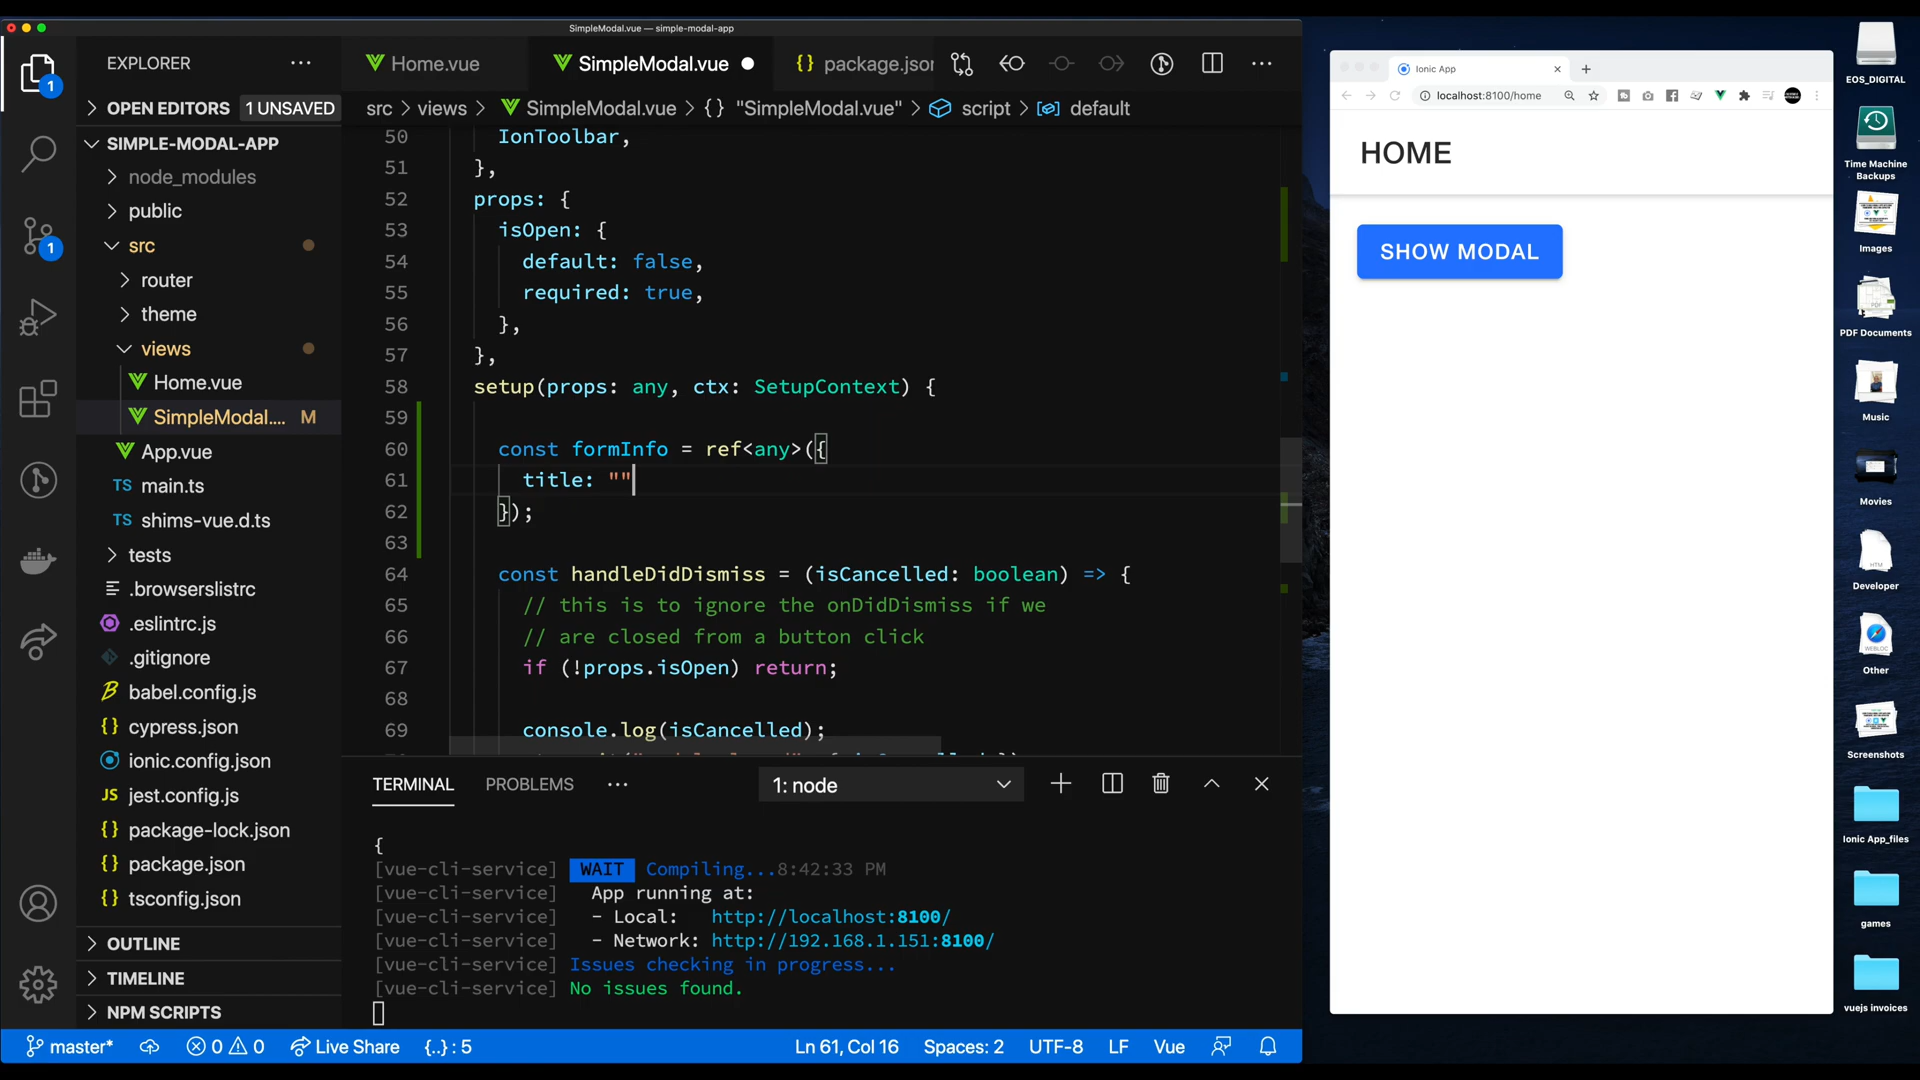 SimpleModal.vue — simple-modal-app
EXPLORER
Home.vue
SimpleModal.vue
package.json
OPEN EDITORS 1 UNSAVED
src > views > SimpleModal.vue > {} "SimpleModal.vue" > script > default
SIMPLE-MODAL-APP
node_modules
public
src
router
theme
views
Home.vue
SimpleModal.... M
App.vue
TS main.ts
TS shims-vue.d.ts
tests
.browserslistrc
.eslintrc.js
.gitignore
babel.config.js
{} cypress.json
ionic.config.json
JS jest.config.js
{} package-lock.json
{} package.json
tsconfig.json
OUTLINE
TIMELINE
NPM SCRIPTS
1
1
50 IonToolbar,
51 },
52 props: {
53 isOpen: {
54 default: false,
55 required: true,
56 },
57 },
58 setup(props: any, ctx: SetupContext) {
59
60 const formInfo = ref<any>({
61 title: ""
62 });
63
64 const handleDidDismiss = (isCancelled: boolean) => {
65 // this is to ignore the onDidDismiss if we
66 // are closed from a button click
67 if (!props.isOpen) return;
68
69 console.log(isCancelled);
TERMINAL PROBLEMS ... 1: node
{
[vue-cli-service] WAIT Compiling...8:42:33 PM
[vue-cli-service] App running at:
[vue-cli-service] - Local: http://localhost:8100/
[vue-cli-service] - Network: http://192.168.1.151:8100/
[vue-cli-service] Issues checking in progress...
[vue-cli-service] No issues found.
master* 0 0 Live Share {..} : 5 Ln 61, Col 16 Spaces: 2 UTF-8 LF Vue
Ionic App
localhost:8100/home
HOME
SHOW MODAL
EOS_DIGITAL
Time Machine
Backups
Images
PDF
PDF Documents
Music
Movies
HTM
Developer
WEBLOC
Other
Screenshots
Ionic App_files
games
vuejs invoices